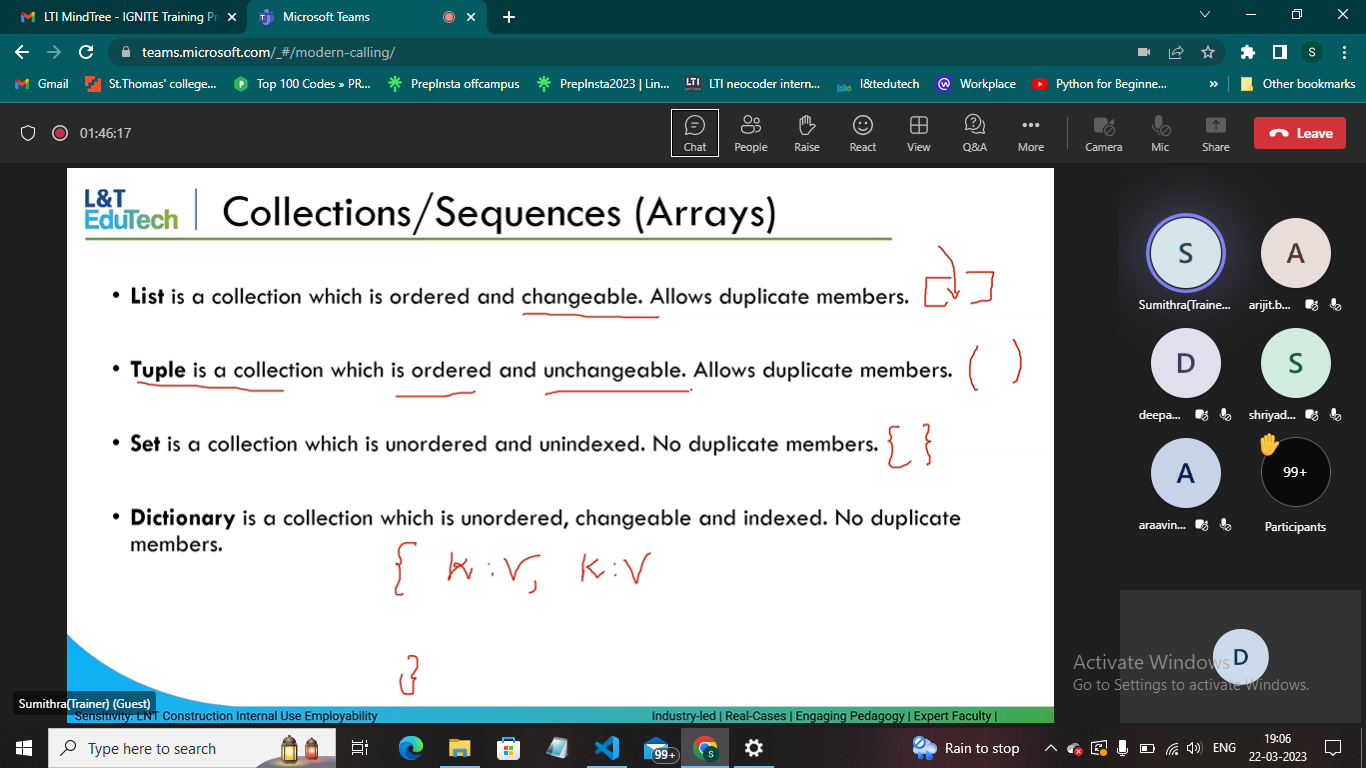 LTI MindTree - IGNITE Training Pr
Microsoft Teams
teams.microsoft.com/_#/modern-calling/
S
Gmail
St.Thomas' college...
Top 100 Codes » PR...
PrepInsta offcampus
PrepInsta2023 | Lin...
LTI
LTI neocoder intern...
l&tedutech
Workplace
Python for Beginne...
»
Other bookmarks
01:46:17
Chat
People
Raise
React
View
Q&A
More
Camera
Mic
Share
Leave
L&T
EduTech
Collections/Sequences (Arrays)
• List is a collection which is ordered and changeable. Allows duplicate members. [ ]
• Tuple is a collection which is ordered and unchangeable. Allows duplicate members. ( )
• Set is a collection which is unordered and unindexed. No duplicate members. { }
• Dictionary is a collection which is unordered, changeable and indexed. No duplicate
members.
{ K:V, K:V
}
S
A
Sumithra(Traine...
arijit.b...
D
S
deepa...
shriyad...
A
99+
araavin...
Participants
D
Activate Windows
Go to Settings to activate Windows.
Sumithra(Trainer) (Guest)
Sensitivity: LNT Construction Internal Use Employability
Industry-led | Real-Cases | Engaging Pedagogy | Expert Faculty |
Type here to search
99+
S
Rain to stop
ENG
19:06
22-03-2023